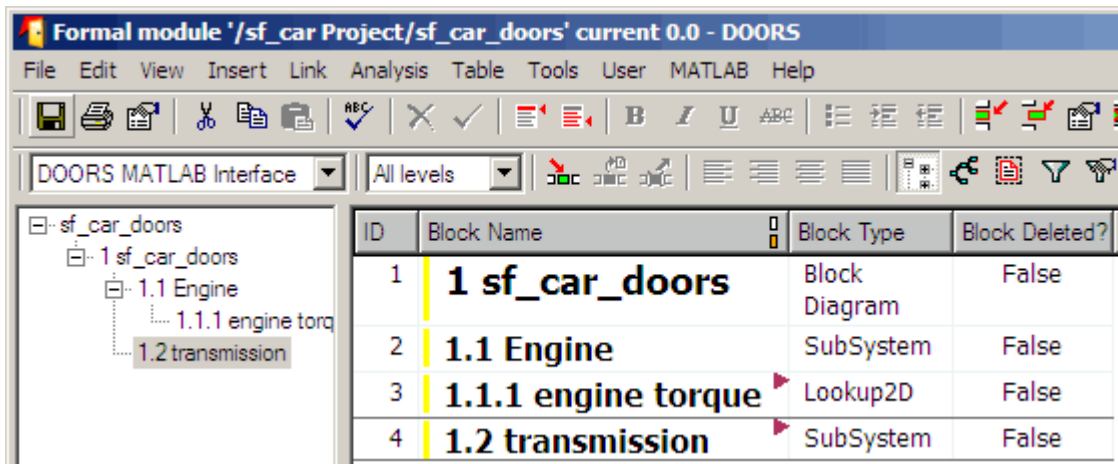 Formal module '/sf_car Project/sf_car_doors' current 0.0 - DOORS
File Edit View Insert Link Analysis Table Tools User MATLAB Help
ABC B I U ABC
DOORS MATLAB Interface All levels
sf_car_doors
1 sf_car_doors
1.1 Engine
1.1.1 engine torq
1.2 transmission
ID Block Name Block Type Block Deleted?
1 1 sf_car_doors Block Diagram False
2 1.1 Engine SubSystem False
3 1.1.1 engine torque Lookup2D False
4 1.2 transmission SubSystem False